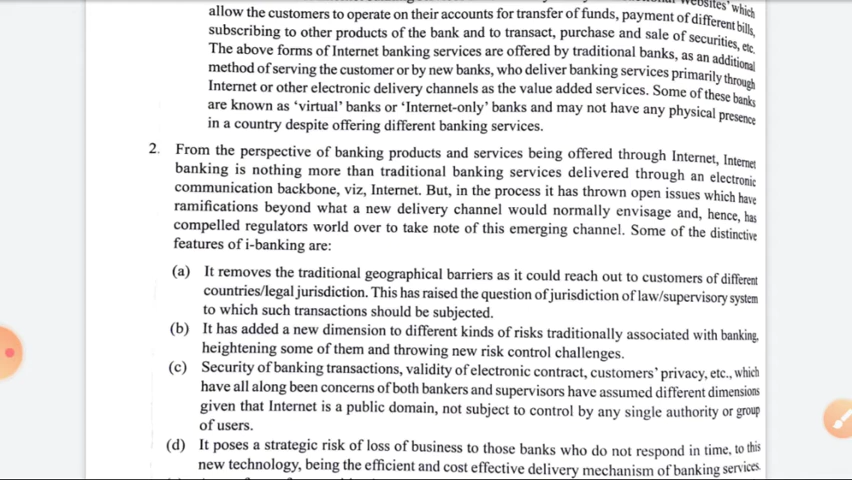 Websites' which
allow the customers to operate on their accounts for transfer of funds, payment of different bills,
subscribing to other products of the bank and to transact, purchase and sale of securities, etc.
The above forms of Internet banking services are offered by traditional banks, as an additional
method of serving the customer or by new banks, who deliver banking services primarily through
Internet or other electronic delivery channels as the value added services. Some of these banks
are known as 'virtual' banks or 'Internet-only' banks and may not have any physical presence
in a country despite offering different banking services.
2. From the perspective of banking products and services being offered through Internet, Internet
banking is nothing more than traditional banking services delivered through an electronic
communication backbone, viz, Internet. But, in the process it has thrown open issues which have
ramifications beyond what a new delivery channel would normally envisage and, hence, has
compelled regulators world over to take note of this emerging channel. Some of the distinctive
features of i-banking are:
(a) It removes the traditional geographical barriers as it could reach out to customers of different
countries/legal jurisdiction. This has raised the question of jurisdiction of law/supervisory system
to which such transactions should be subjected.
(b) It has added a new dimension to different kinds of risks traditionally associated with banking,
heightening some of them and throwing new risk control challenges.
(c) Security of banking transactions, validity of electronic contract, customers' privacy, etc., which
have all along been concerns of both bankers and supervisors have assumed different dimensions
given that Internet is a public domain, not subject to control by any single authority or group
of users.
(d) It poses a strategic risk of loss of business to those banks who do not respond in time, to this
new technology, being the efficient and cost effective delivery mechanism of banking services.